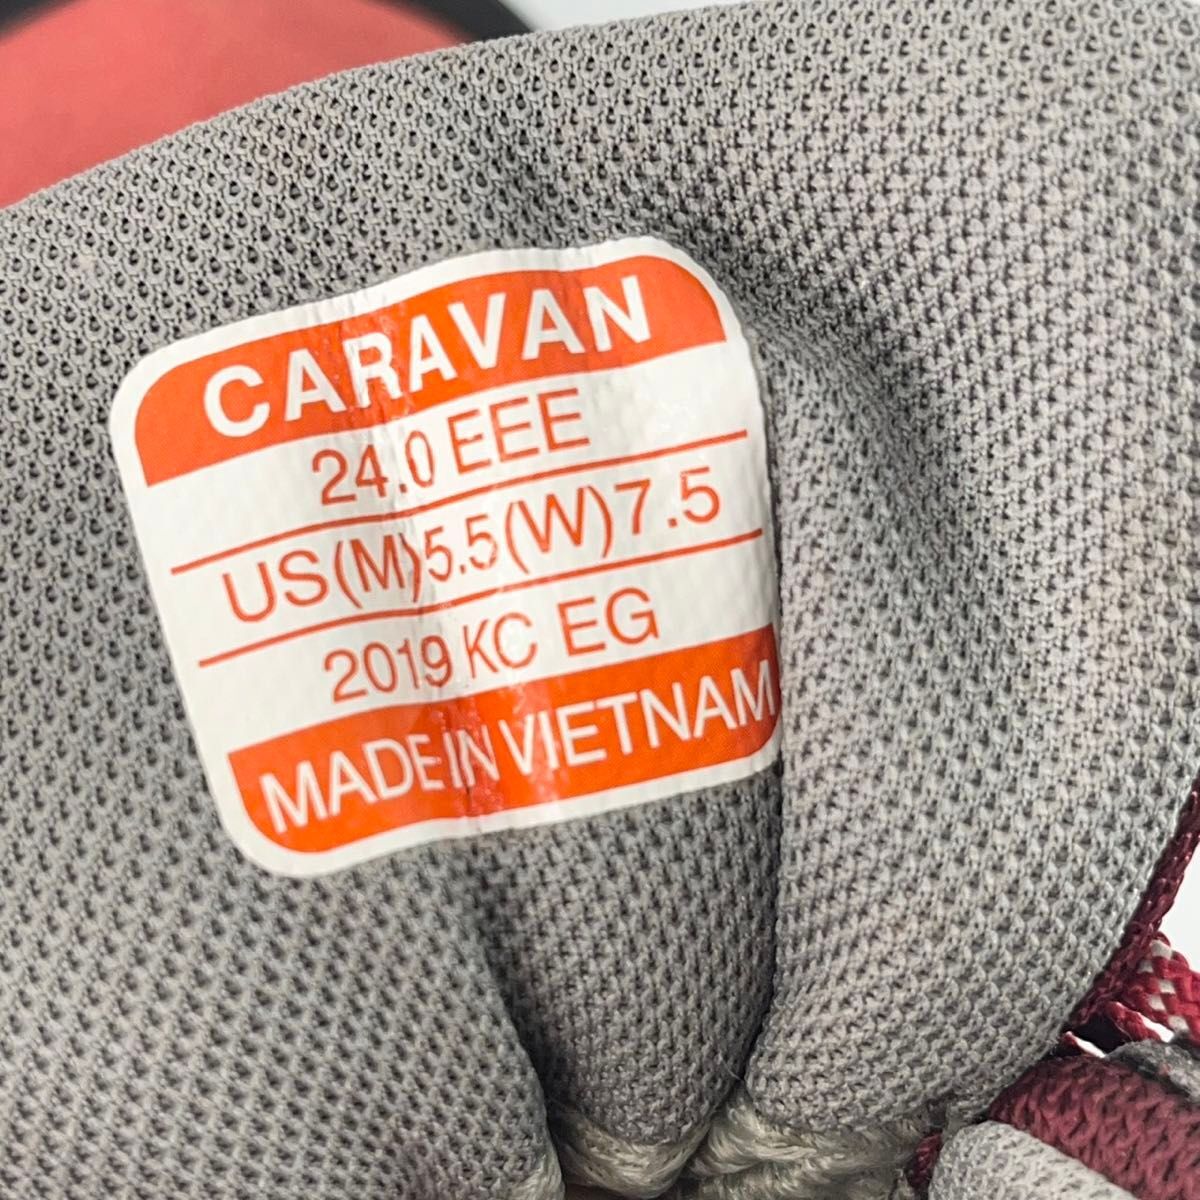 CARAVAN
24.0 EEE
US(M)5.5(W)7.5
2019 KC EG
MADE IN VIETNAM